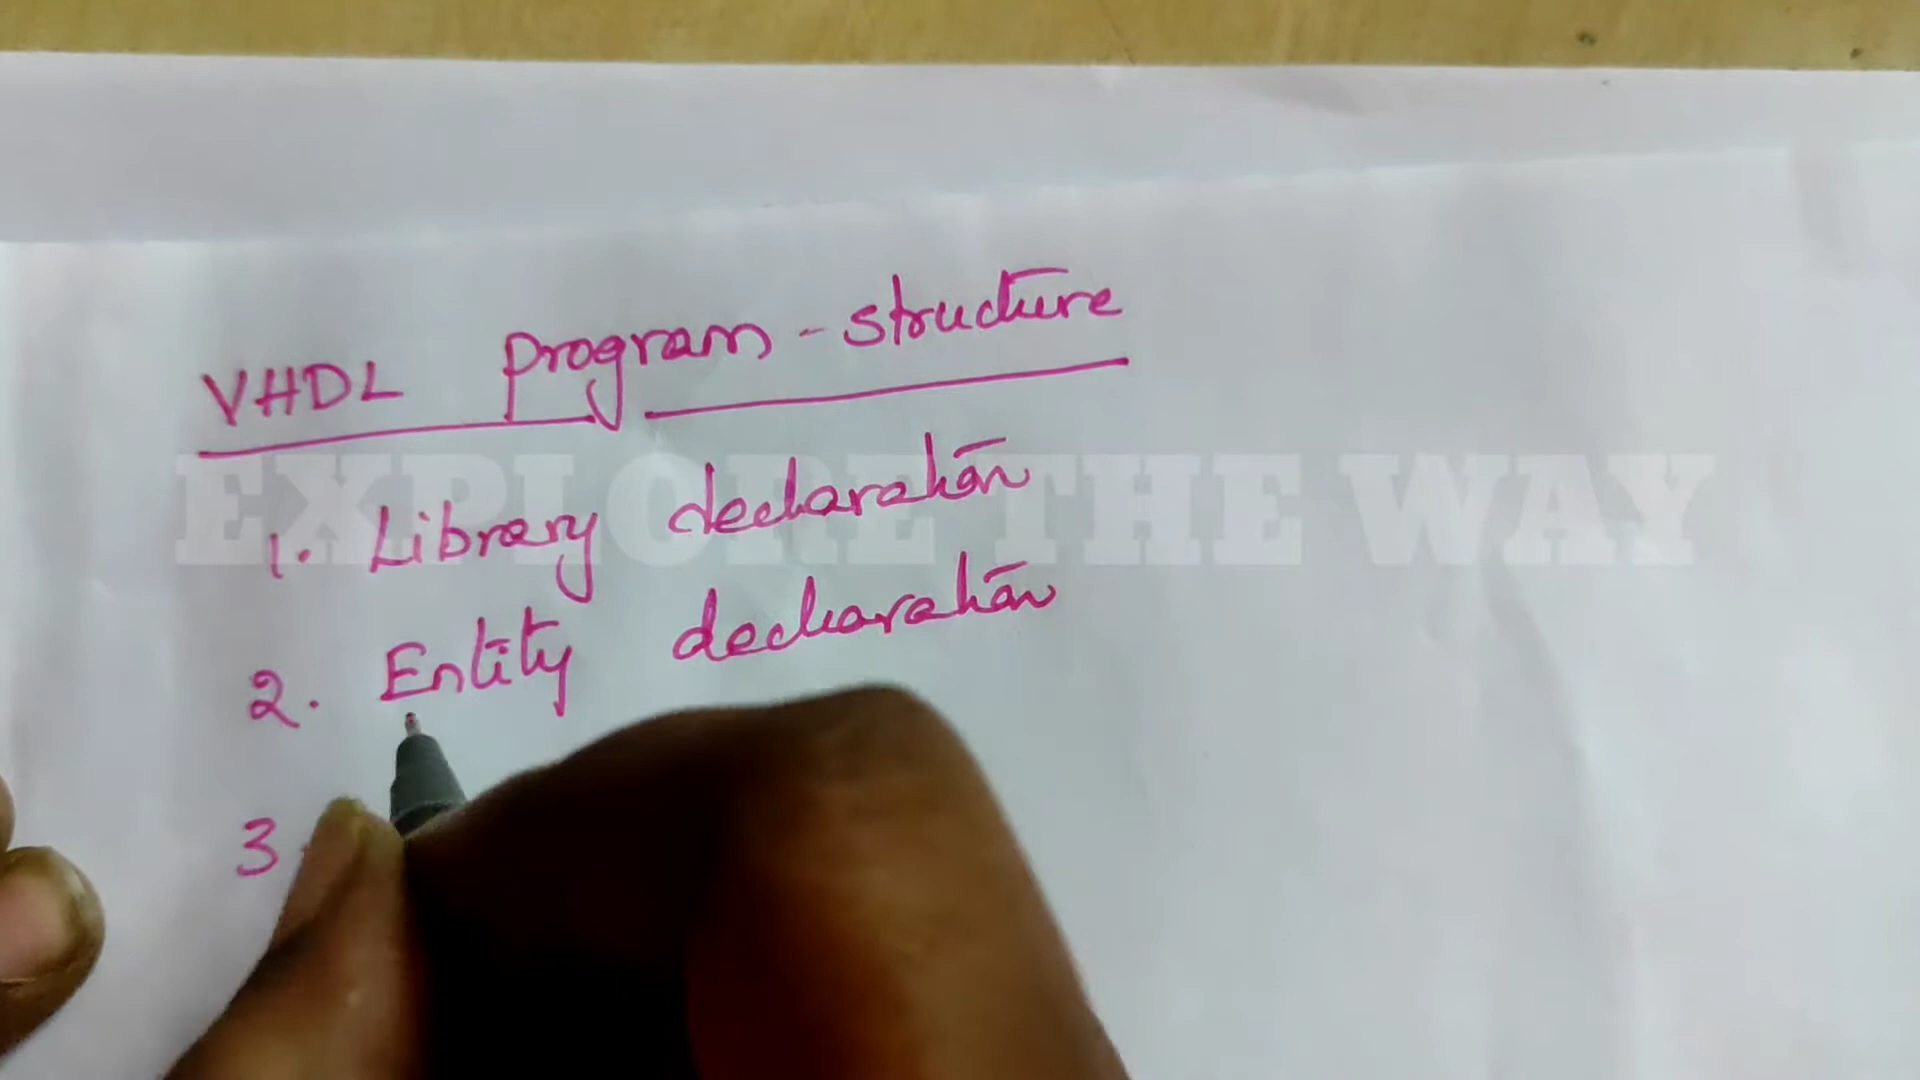 VHDL Program - Structure
EXPLORE THE WAY
1. Library declaration
2. Entity declaration
3